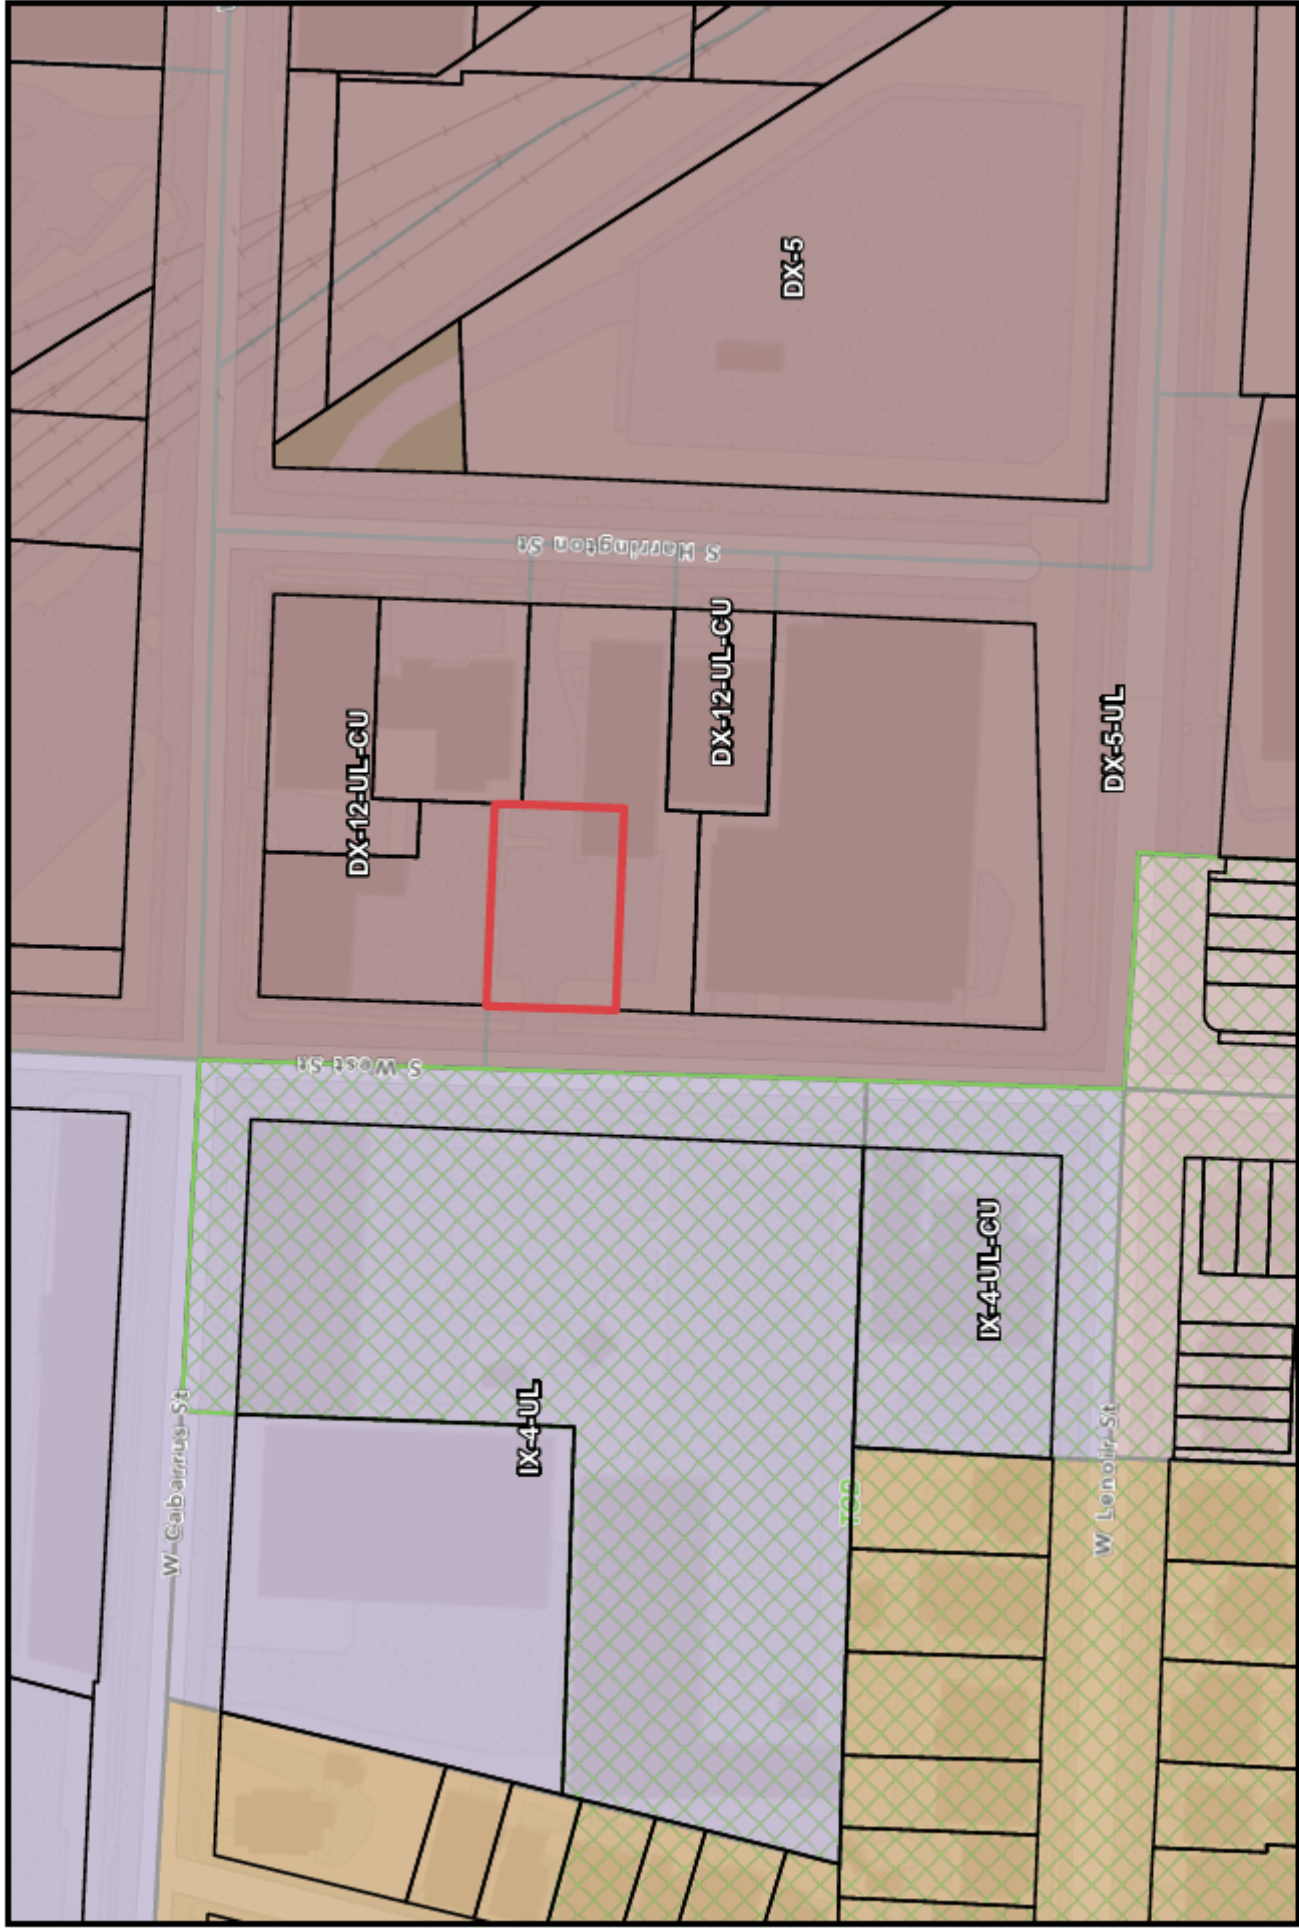 DX-5
S Harrington St
DX-12-UL-CU
DX-12-UL-CU
DX-5-UL
S West St
IX-4-UL-CU
IX-4-UL
W Cabarrus St
TOD
W Lenoir St